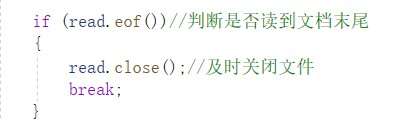 if (read.eof())//判断是否读到文档末尾
{
read.close();//及时关闭文件
break;
}